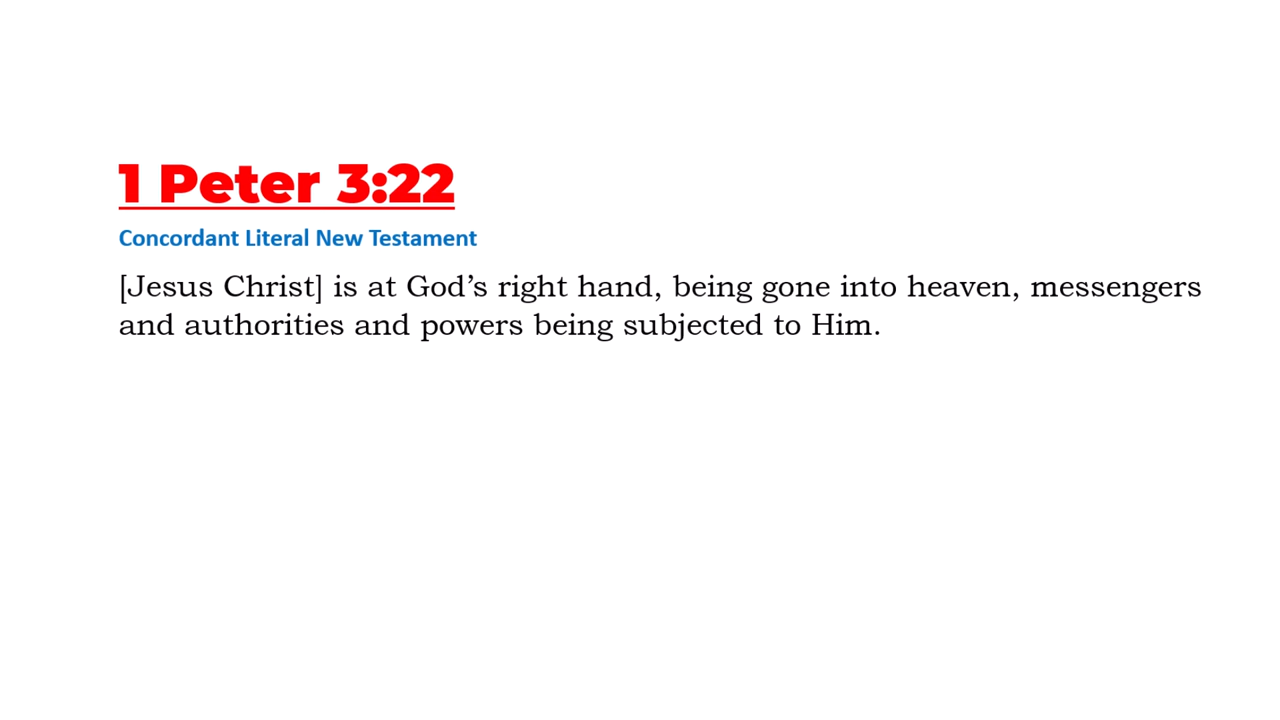 1 Peter 3:22
Concordant Literal New Testament
[Jesus Christ] is at God’s right hand, being gone into heaven, messengers
and authorities and powers being subjected to Him.